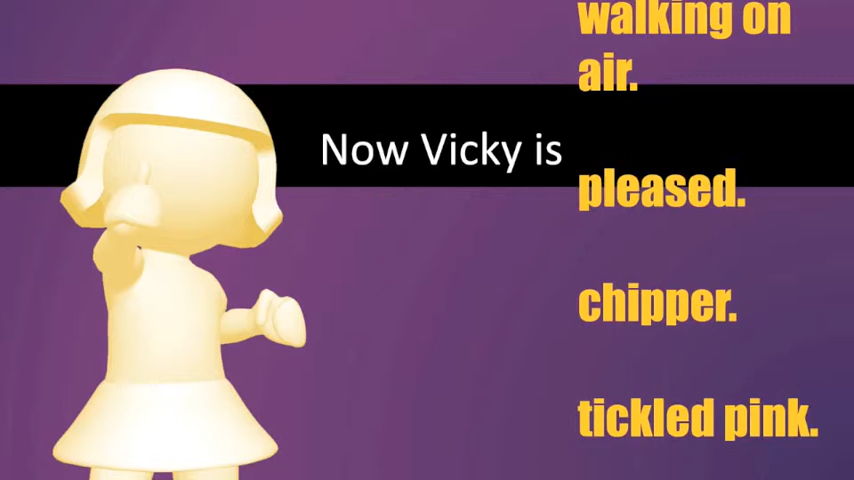 walking on
air.
Now Vicky is
pleased.
chipper.
tickled pink.